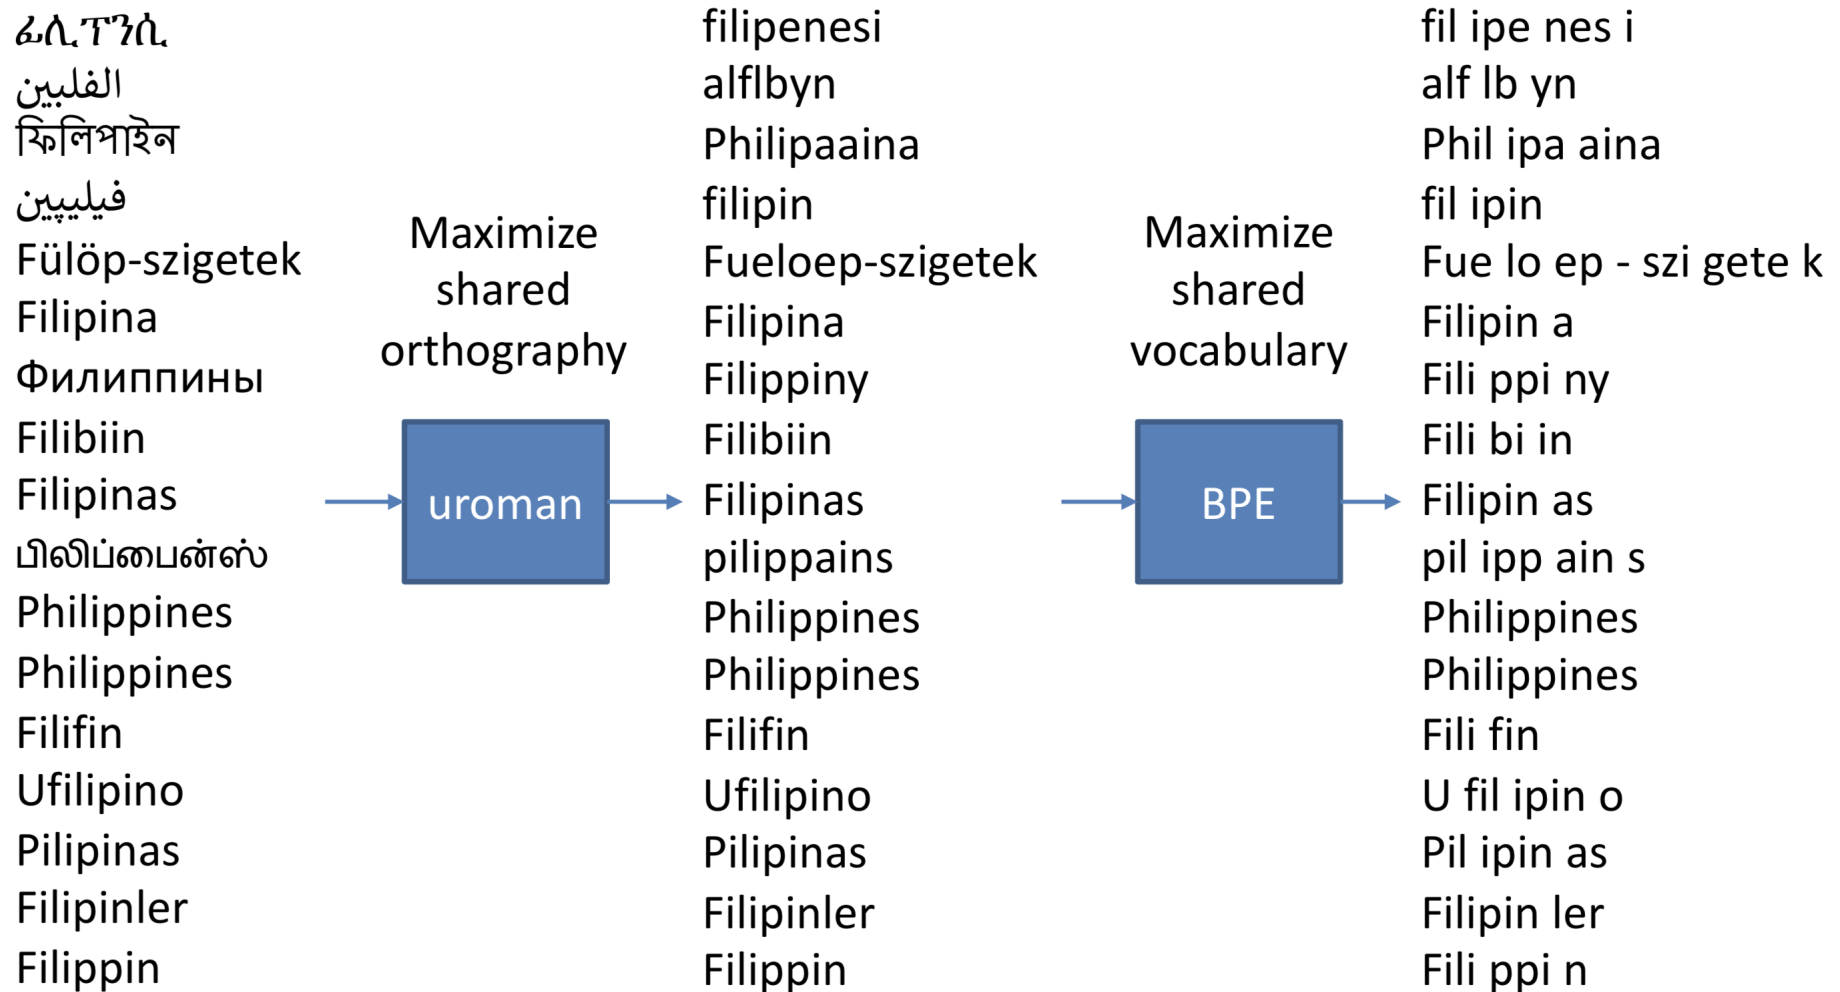 ፊሊፕንሲ
الفلبين
ফিলিপাইন
فيليپين
Fülöp-szigetek
Filipina
Филиппины
Filibiin
Filipinas
பிலிப்பைன்ஸ்
Philippines
Philippines
Filifin
Ufilipino
Pilipinas
Filipinler
Filippin
Maximize
shared
orthography
uroman
filipenesi
alflbyn
Philipaaina
filipin
Fueloep-szigetek
Filipina
Filippiny
Filibiin
Filipinas
pilippains
Philippines
Philippines
Filifin
Ufilipino
Pilipinas
Filipinler
Filippin
Maximize
shared
vocabulary
BPE
fil ipe nes i
alf lb yn
Phil ipa aina
fil ipin
Fue lo ep - szi gete k
Filipin a
Fili ppi ny
Fili bi in
Filipin as
pil ipp ain s
Philippines
Philippines
Fili fin
U fil ipin o
Pil ipin as
Filipin ler
Fili ppi n